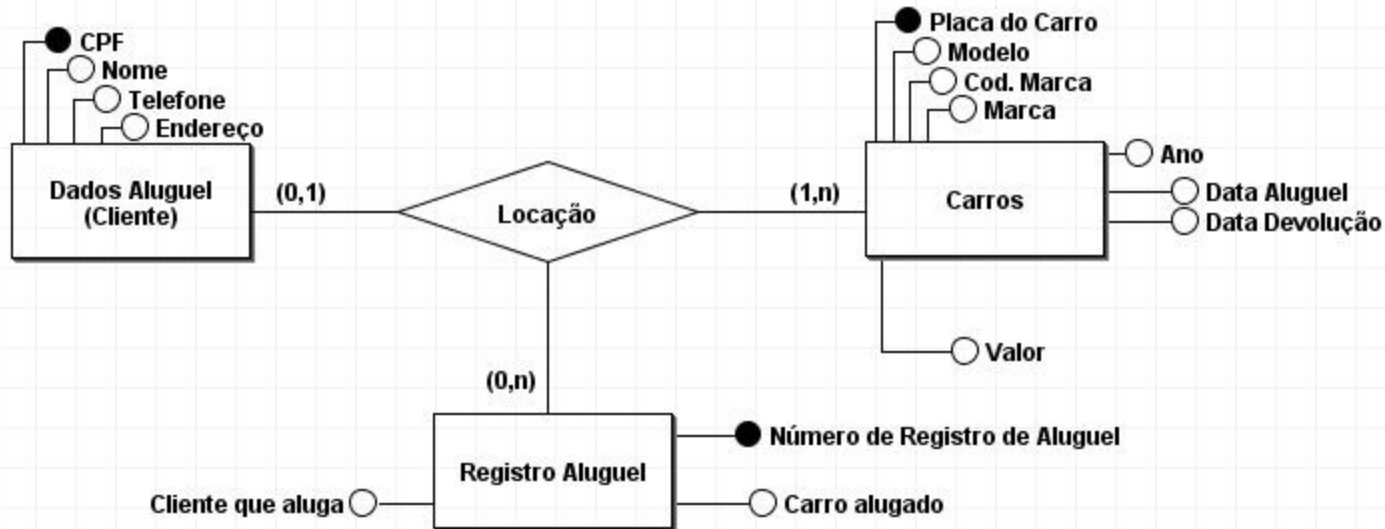 CPF
Nome
Telefone
Endereço
Dados Aluguel
(Cliente)
(0,1)
Locação
(1,n)
Placa do Carro
Modelo
Cod. Marca
Marca
Carros
Ano
Data Aluguel
Data Devolução
Valor
(0,n)
Registro Aluguel
Número de Registro de Aluguel
Cliente que aluga
Carro alugado